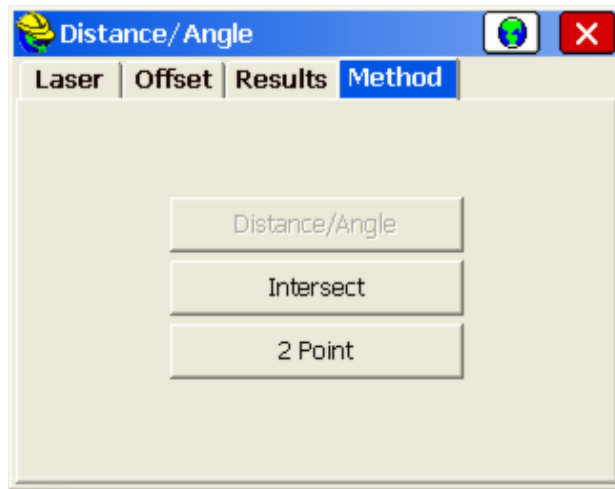 Distance/Angle
Laser Offset Results Method
Distance/Angle
Intersect
2 Point